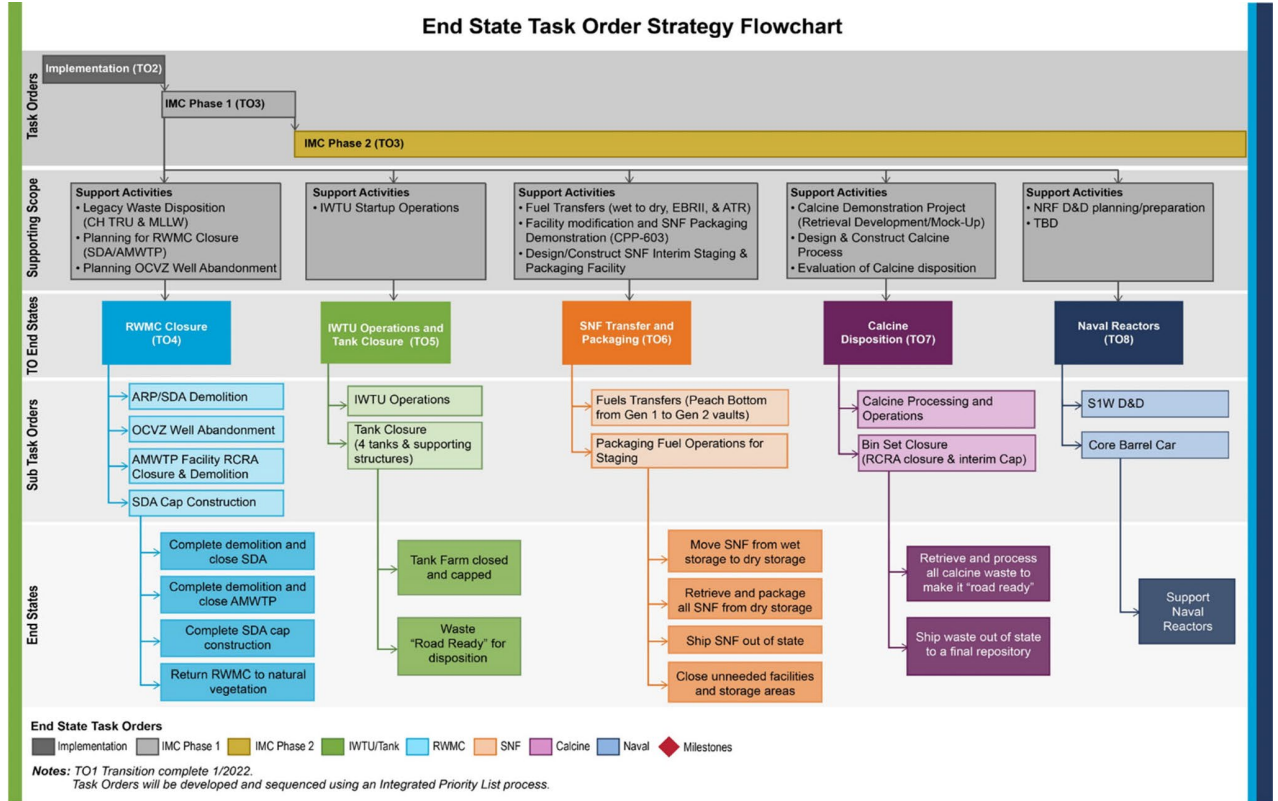 End State Task Order Strategy Flowchart
Task Orders
Implementation (TO2)
IMC Phase 1 (TO3)
IMC Phase 2 (TO3)
Supporting Scope
Support Activities
• Legacy Waste Disposition
(CH TRU & MLLW)
• Planning for RWMC Closure
(SDA/AMWTP)
• Planning OCVZ Well Abandonment
Support Activities
• IWTU Startup Operations
Support Activities
• Fuel Transfers (wet to dry, EBRII, & ATR)
• Facility modification and SNF Packaging
Demonstration (CPP-603)
• Design/Construct SNF Interim Staging &
Packaging Facility
Support Activities
• Calcine Demonstration Project
(Retrieval Development/Mock-Up)
• Design & Construct Calcine
Process
• Evaluation of Calcine disposition
Support Activities
• NRF D&D planning/preparation
• TBD
TO End States
RWMC Closure
(TO4)
IWTU Operations and
Tank Closure (TO5)
SNF Transfer and
Packaging (TO6)
Calcine
Disposition (TO7)
Naval Reactors
(TO8)
Sub Task Orders
ARP/SDA Demolition
OCVZ Well Abandonment
AMWTP Facility RCRA
Closure & Demolition
SDA Cap Construction
IWTU Operations
Tank Closure
(4 tanks & supporting
structures)
Fuels Transfers (Peach Bottom
from Gen 1 to Gen 2 vaults)
Packaging Fuel Operations for
Staging
Calcine Processing and
Operations
Bin Set Closure
(RCRA closure & interim Cap)
S1W D&D
Core Barrel Car
End States
Complete demolition and
close SDA
Complete demolition and
close AMWTP
Complete SDA cap
construction
Return RWMC to natural
vegetation
Tank Farm closed
and capped
Waste
“Road Ready” for
disposition
Move SNF from wet
storage to dry storage
Retrieve and package
all SNF from dry storage
Ship SNF out of state
Close unneeded facilities
and storage areas
Retrieve and process
all calcine waste to
make it “road ready”
Ship waste out of state
to a final repository
Support
Naval
Reactors
End State Task Orders
Implementation
IMC Phase 1
IMC Phase 2
IWTU/Tank
RWMC
SNF
Calcine
Naval
Milestones
Notes: TO1 Transition complete 1/2022.
Task Orders will be developed and sequenced using an Integrated Priority List process.